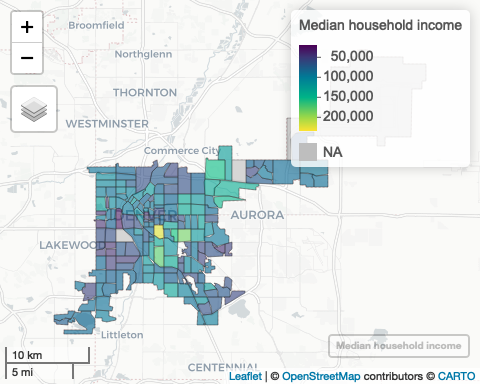 +
−
Broomfield
Northglenn
THORNTON
WESTMINSTER
Commerce City
DENVER
AURORA
LAKEWOOD
Littleton
CENTENNIAL
Median household income
50,000
100,000
150,000
200,000
NA
Median household income
10 km
5 mi
Leaflet | © OpenStreetMap contributors © CARTO